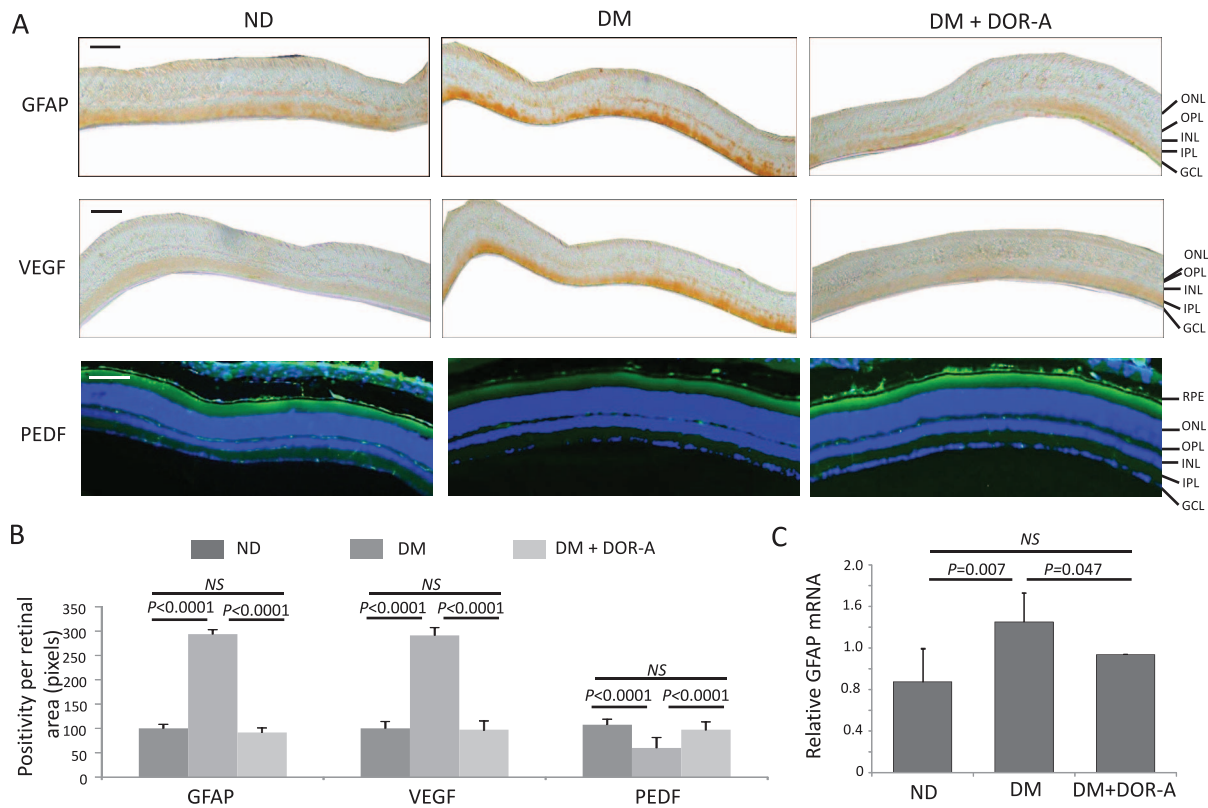 A
ND
DM
DM + DOR-A
GFAP
ONL
OPL
INL
IPL
GCL
VEGF
ONL
OPL
INL
IPL
GCL
PEDF
RPE
ONL
OPL
INL
IPL
GCL
B
ND
DM
DM + DOR-A
Positivity per retinal
area (pixels)
350
300
250
200
150
100
50
0
NS
P<0.0001
P<0.0001
NS
P<0.0001
P<0.0001
NS
P<0.0001
P<0.0001
GFAP
VEGF
PEDF
C
Relative GFAP mRNA
2.0
1.6
1.0
0.8
0.4
0
NS
P=0.007
P=0.047
ND
DM
DM+DOR-A